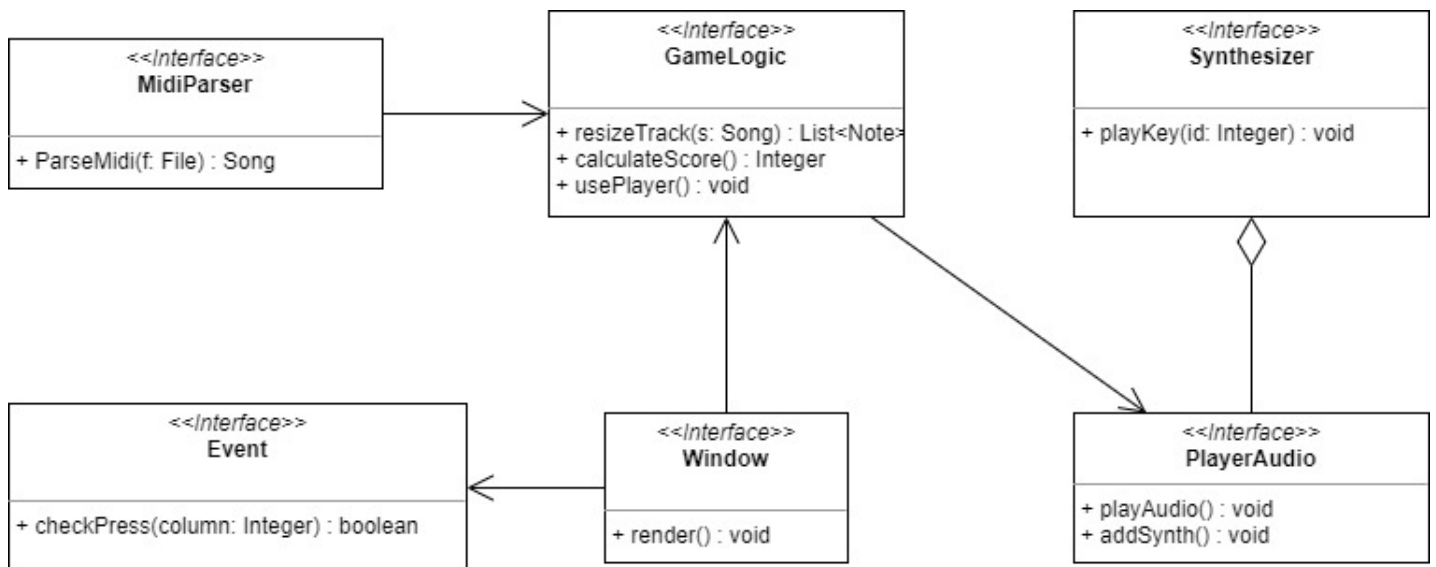 <<Interface>>
MidiParser
+ ParseMidi(f: File) : Song
<<Interface>>
GameLogic
+ resizeTrack(s: Song) : List<Note>
+ calculateScore() : Integer
+ usePlayer() : void
<<Interface>>
Synthesizer
+ playKey(id: Integer) : void
<<Interface>>
Event
+ checkPress(column: Integer) : boolean
<<Interface>>
Window
+ render() : void
<<Interface>>
PlayerAudio
+ playAudio() : void
+ addSynth() : void